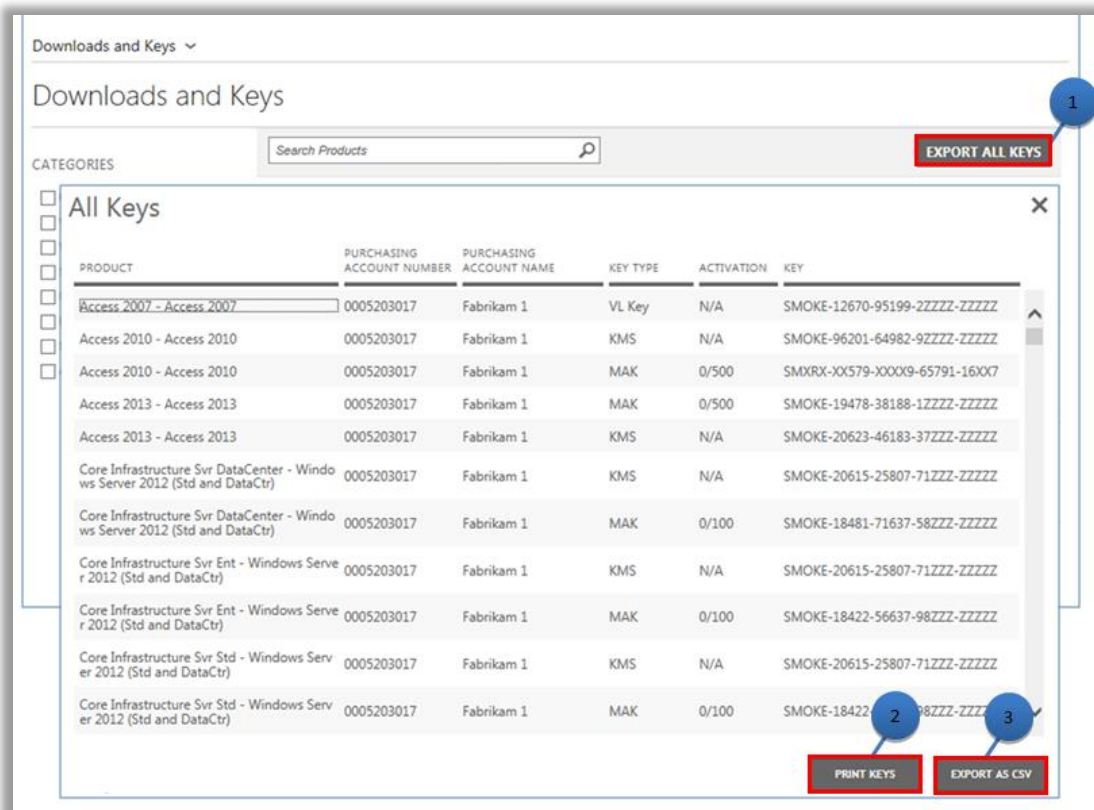 Downloads and Keys
Downloads and Keys
1
CATEGORIES
Search Products
EXPORT ALL KEYS
All Keys
PRODUCT PURCHASING ACCOUNT NUMBER PURCHASING ACCOUNT NAME KEY TYPE ACTIVATION KEY
Access 2007 - Access 2007 0005203017 Fabrikam 1 VL Key N/A SMOKE-12670-95199-2ZZZZ-ZZZZZ
Access 2010 - Access 2010 0005203017 Fabrikam 1 KMS N/A SMOKE-96201-64982-9ZZZZ-ZZZZZ
Access 2010 - Access 2010 0005203017 Fabrikam 1 MAK 0/500 SMXRX-XX579-XXXX9-65791-16XX7
Access 2013 - Access 2013 0005203017 Fabrikam 1 MAK 0/500 SMOKE-19478-38188-1ZZZZ-ZZZZZ
Access 2013 - Access 2013 0005203017 Fabrikam 1 KMS N/A SMOKE-20623-46183-37ZZZ-ZZZZZ
Core Infrastructure Svr DataCenter - Windo
ws Server 2012 (Std and DataCtr) 0005203017 Fabrikam 1 KMS N/A SMOKE-20615-25807-71ZZZ-ZZZZZ
Core Infrastructure Svr DataCenter - Windo
ws Server 2012 (Std and DataCtr) 0005203017 Fabrikam 1 MAK 0/100 SMOKE-18481-71637-58ZZZ-ZZZZZ
Core Infrastructure Svr Ent - Windows Serve
r 2012 (Std and DataCtr) 0005203017 Fabrikam 1 KMS N/A SMOKE-20615-25807-71ZZZ-ZZZZZ
Core Infrastructure Svr Ent - Windows Serve
r 2012 (Std and DataCtr) 0005203017 Fabrikam 1 MAK 0/100 SMOKE-18422-56637-98ZZZ-ZZZZZ
Core Infrastructure Svr Std - Windows Serv
er 2012 (Std and DataCtr) 0005203017 Fabrikam 1 KMS N/A SMOKE-20615-25807-71ZZZ-ZZZZZ
Core Infrastructure Svr Std - Windows Serv
er 2012 (Std and DataCtr) 0005203017 Fabrikam 1 MAK 0/100 SMOKE-18422-
2
3
PRINT KEYS
EXPORT AS CSV